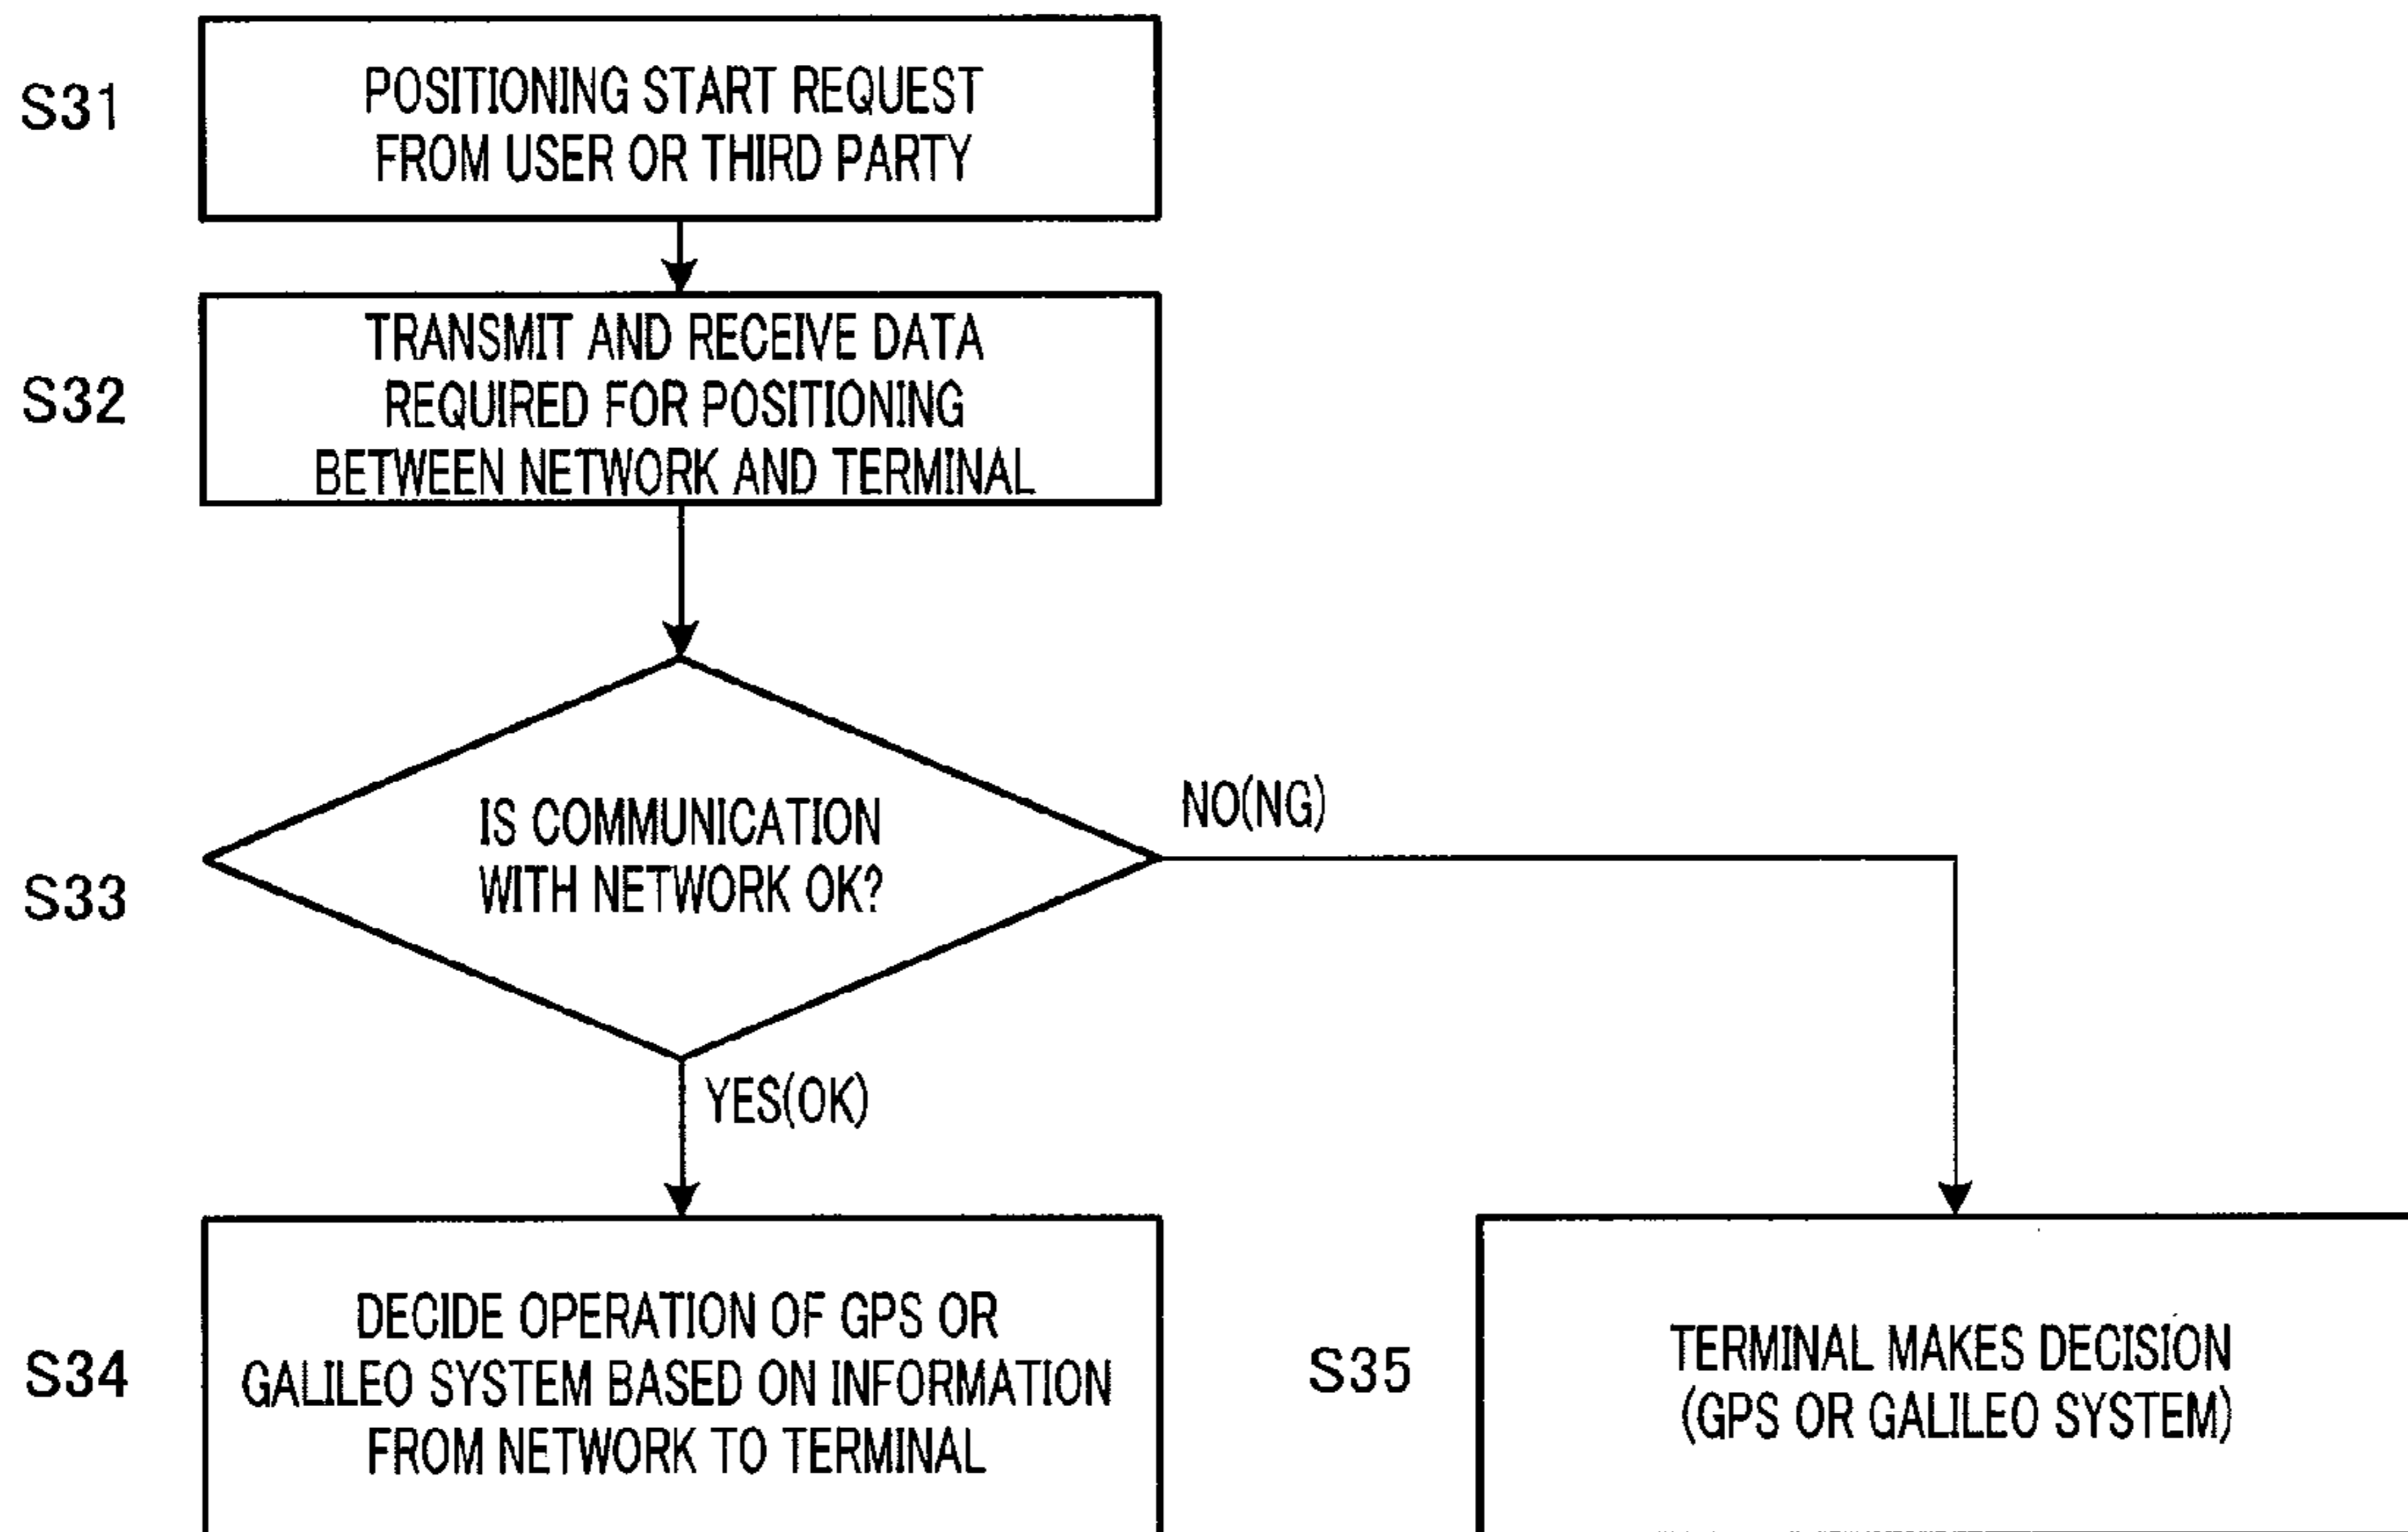 S31
POSITIONING START REQUEST
FROM USER OR THIRD PARTY
S32
TRANSMIT AND RECEIVE DATA
REQUIRED FOR POSITIONING
BETWEEN NETWORK AND TERMINAL
S33
IS COMMUNICATION
WITH NETWORK OK?
NO(NG)
YES(OK)
S34
DECIDE OPERATION OF GPS OR
GALILEO SYSTEM BASED ON INFORMATION
FROM NETWORK TO TERMINAL
S35
TERMINAL MAKES DECISION
(GPS OR GALILEO SYSTEM)